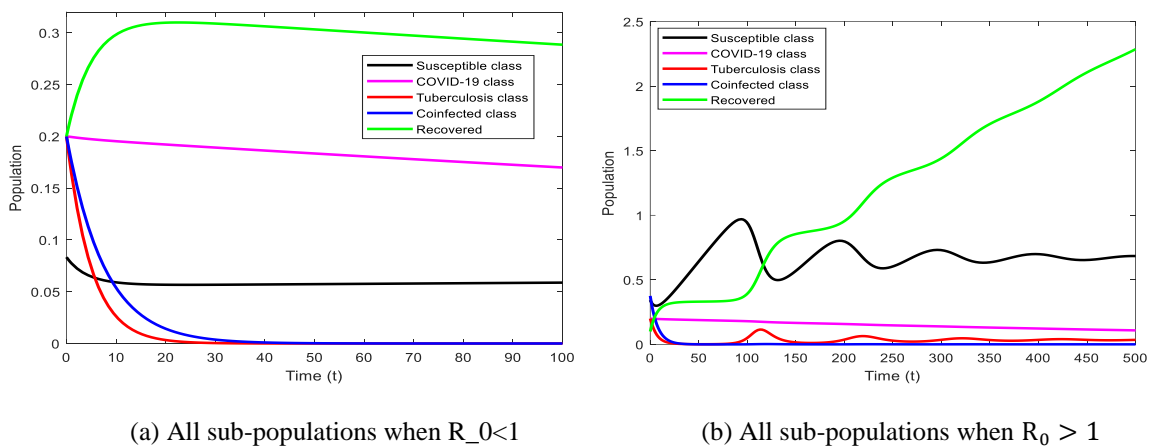 0.3
0.25
0.2
0.15
0.1
0.05
0
Population
Susceptible class
COVID-19 class
Tuberculosis class
Coinfected class
Recovered
0 10 20 30 40 50 60 70 80 90 100
Time (t)
(a) All sub-populations when R_0<1
2.5
2
1.5
1
0.5
0
Population
Susceptible class
COVID-19 class
Tuberculosis class
Coinfected class
Recovered
0 50 100 150 200 250 300 350 400 450 500
Time (t)
(b) All sub-populations when R₀ > 1